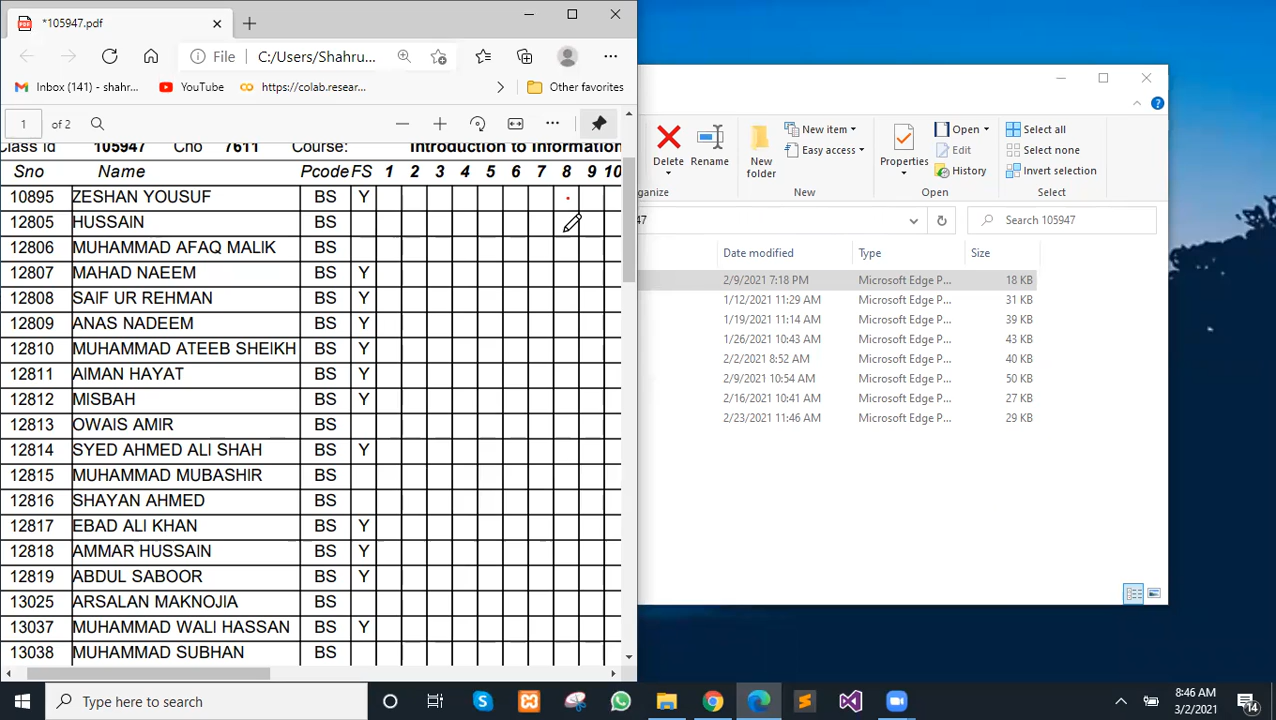 *105947.pdf
File C:/Users/Shahru...
Inbox (141) - shahr... YouTube https://colab.resear... Other favorites
1 of 2
Class Id 105947 Cno 7611 Course: Introduction to Information
Sno Name Pcode FS 1 2 3 4 5 6 7 8 9 10
10895 ZESHAN YOUSUF BS Y
12805 HUSSAIN BS
12806 MUHAMMAD AFAQ MALIK BS
12807 MAHAD NAEEM BS Y
12808 SAIF UR REHMAN BS Y
12809 ANAS NADEEM BS Y
12810 MUHAMMAD ATEEB SHEIKH BS Y
12811 AIMAN HAYAT BS Y
12812 MISBAH BS Y
12813 OWAIS AMIR BS
12814 SYED AHMED ALI SHAH BS Y
12815 MUHAMMAD MUBASHIR BS
12816 SHAYAN AHMED BS
12817 EBAD ALI KHAN BS Y
12818 AMMAR HUSSAIN BS Y
12819 ABDUL SABOOR BS Y
13025 ARSALAN MAKNOJIA BS
13037 MUHAMMAD WALI HASSAN BS Y
13038 MUHAMMAD SUBHAN BS
Delete Rename New folder New item Easy access Properties Open Edit History Select all Select none Invert selection
ganize New Open Select
47 Search 105947
Date modified Type Size
2/9/2021 7:18 PM Microsoft Edge P... 18 KB
1/12/2021 11:29 AM Microsoft Edge P... 31 KB
1/19/2021 11:14 AM Microsoft Edge P... 39 KB
1/26/2021 10:43 AM Microsoft Edge P... 43 KB
2/2/2021 8:52 AM Microsoft Edge P... 40 KB
2/9/2021 10:54 AM Microsoft Edge P... 50 KB
2/16/2021 10:41 AM Microsoft Edge P... 27 KB
2/23/2021 11:46 AM Microsoft Edge P... 29 KB
Type here to search
8:46 AM
3/2/2021
14